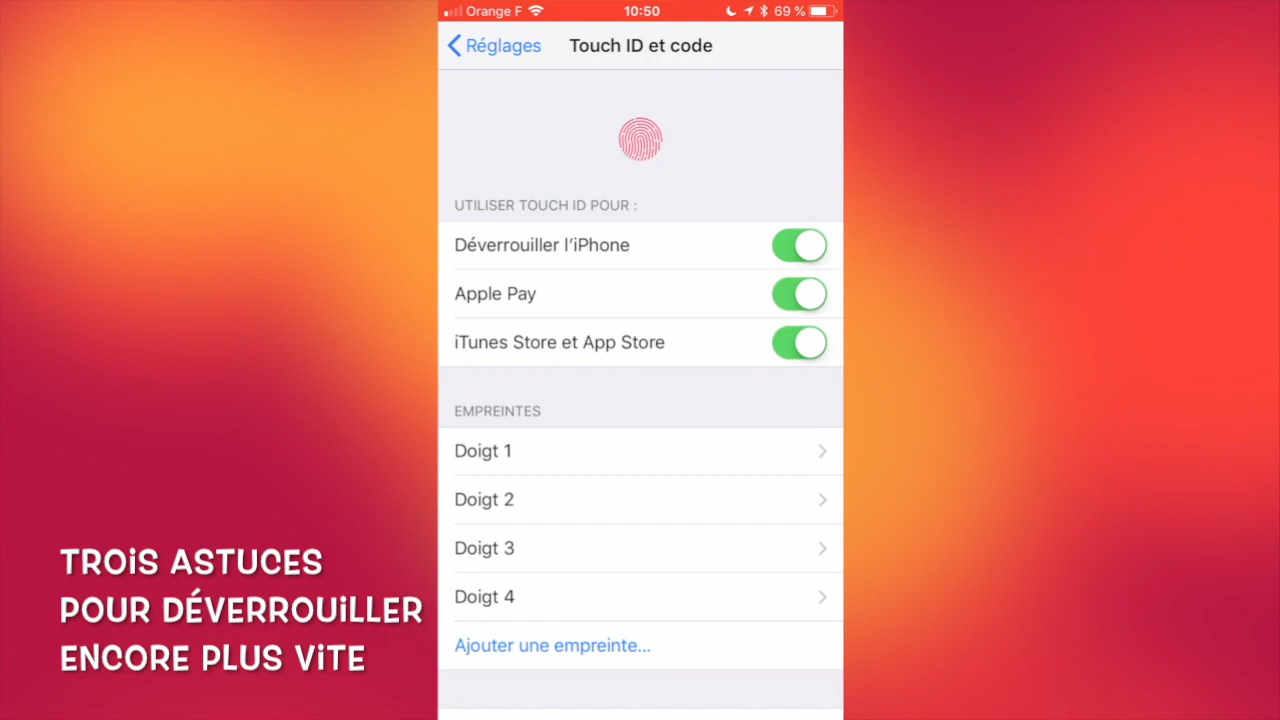 Orange F 10:50 69 %
Réglages Touch ID et code
UTILISER TOUCH ID POUR :
Déverrouiller l’iPhone
Apple Pay
iTunes Store et App Store
EMPREINTES
Doigt 1
Doigt 2
Doigt 3
Doigt 4
Ajouter une empreinte...
TROiS ASTUCES
POUR DÉVERROUiLLER
ENCORE PLUS ViTE